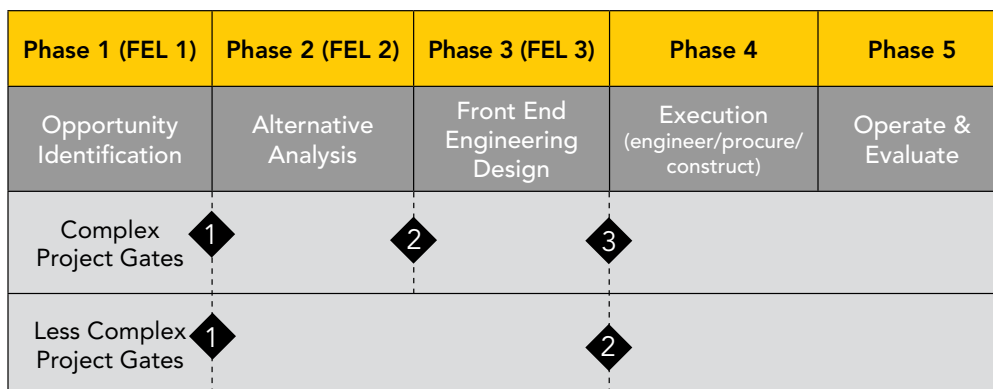 Phase 1 (FEL 1) Phase 2 (FEL 2) Phase 3 (FEL 3) Phase 4 Phase 5
Opportunity
Identification
Alternative
Analysis
Front End
Engineering
Design
Execution
(engineer/procure/
construct)
Operate &
Evaluate
Complex
Project Gates
1 2 3
Less Complex
Project Gates
1 2